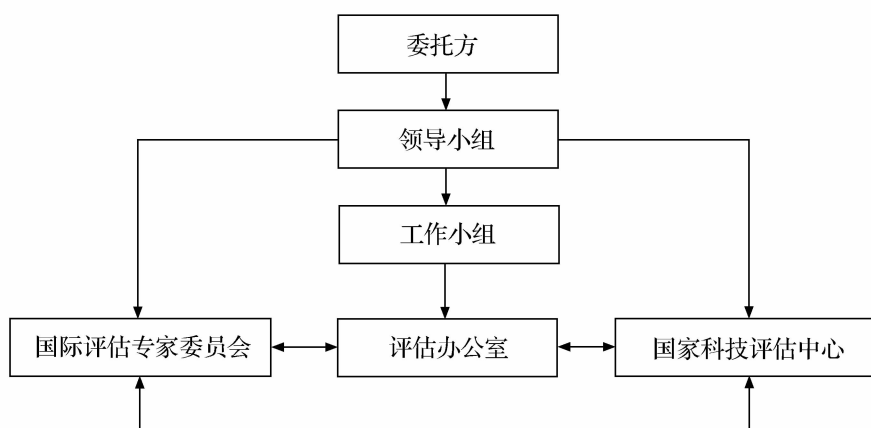 委托方
领导小组
工作小组
国际评估专家委员会
评估办公室
国家科技评估中心